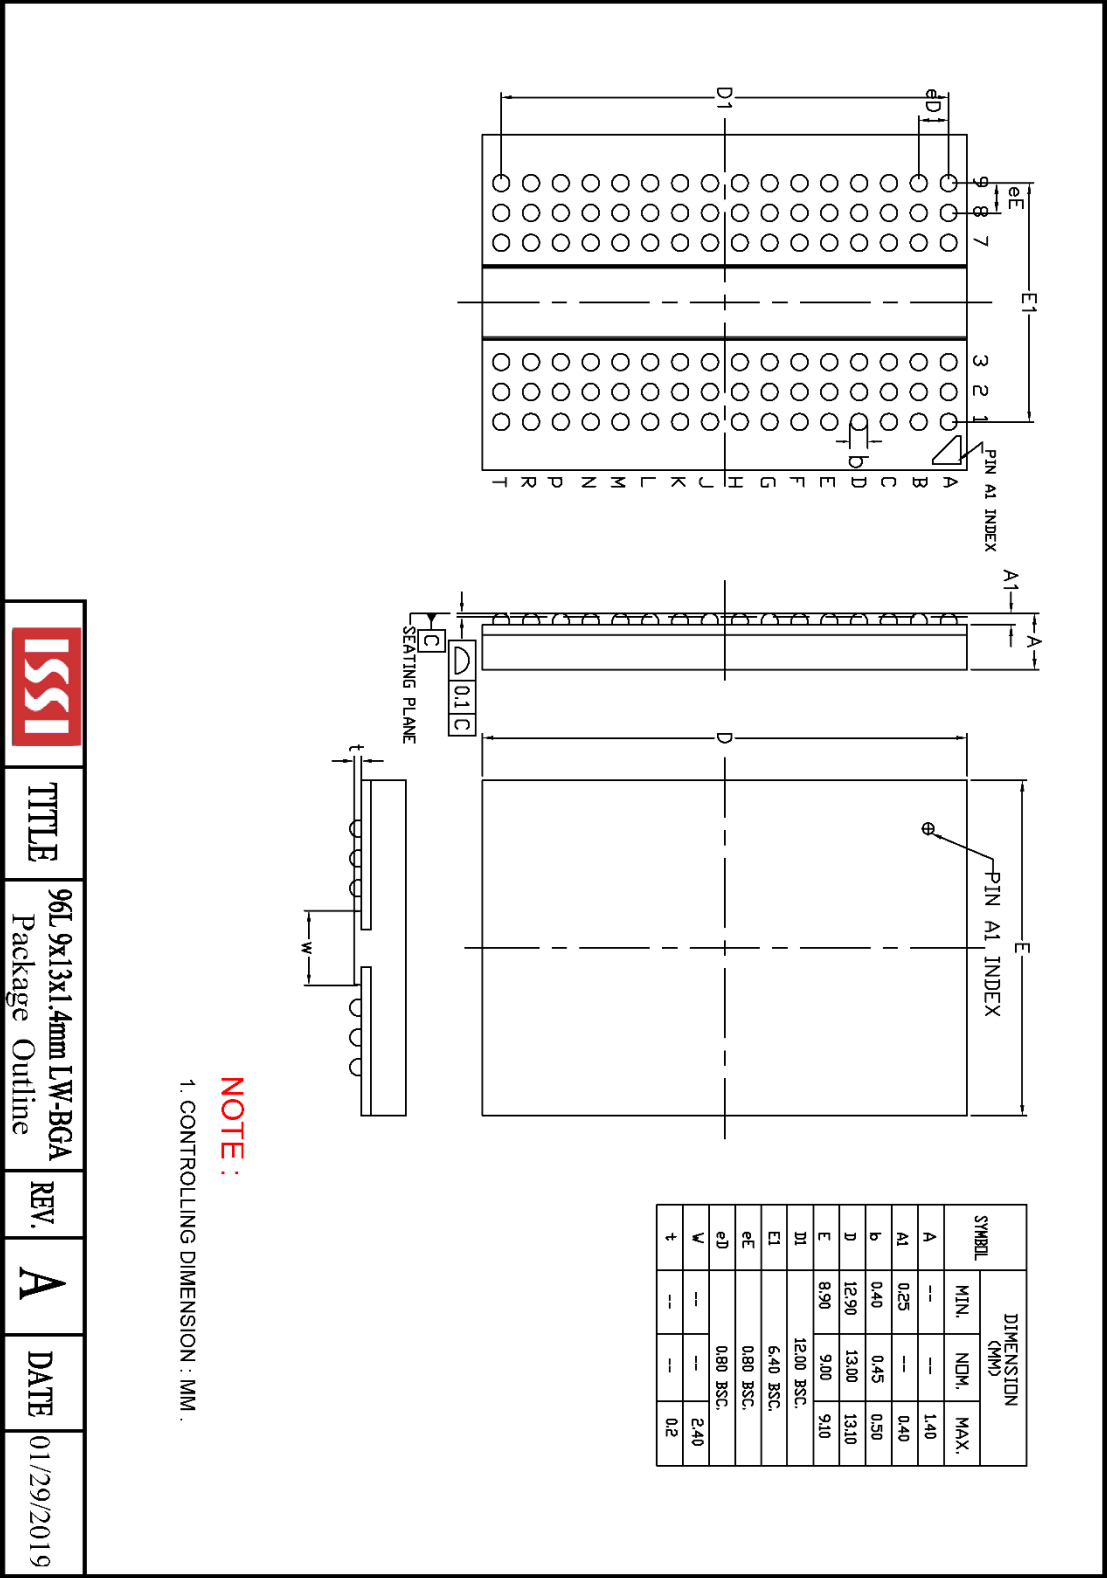 D1
eD
9 8 7 3 2 1
eE
E1
b
PIN A1 INDEX
T R P N M L K J H G F E D C B A
A1
A
SEATING PLANE
C
0.1 C
D
E
PIN A1 INDEX
t
w
SYMBOL DIMENSION (MM)
MIN. NOM. MAX.
A -- -- 1.40
A1 0.25 -- 0.40
b 0.40 0.45 0.50
D 12.90 13.00 13.10
E 8.90 9.00 9.10
D1 12.00 BSC.
E1 6.40 BSC.
eE 0.80 BSC.
eD 0.80 BSC.
W -- -- 2.40
t -- -- 0.2
NOTE :
1. CONTROLLING DIMENSION : MM .
ISSI
TITLE
96L 9x13x1.4mm LW-BGA
Package Outline
REV.
A
DATE
01/29/2019